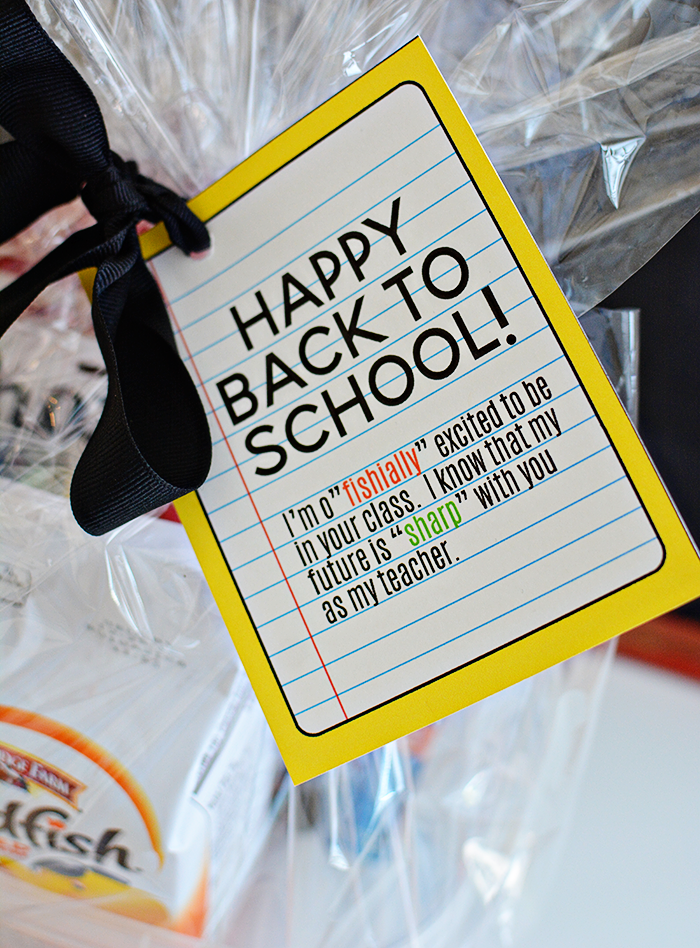 HAPPY
BACK TO
SCHOOL!
I'm o"fishially" excited to be
in your class. I know that my
future is "sharp" with you
as my teacher.
FARM
dfish